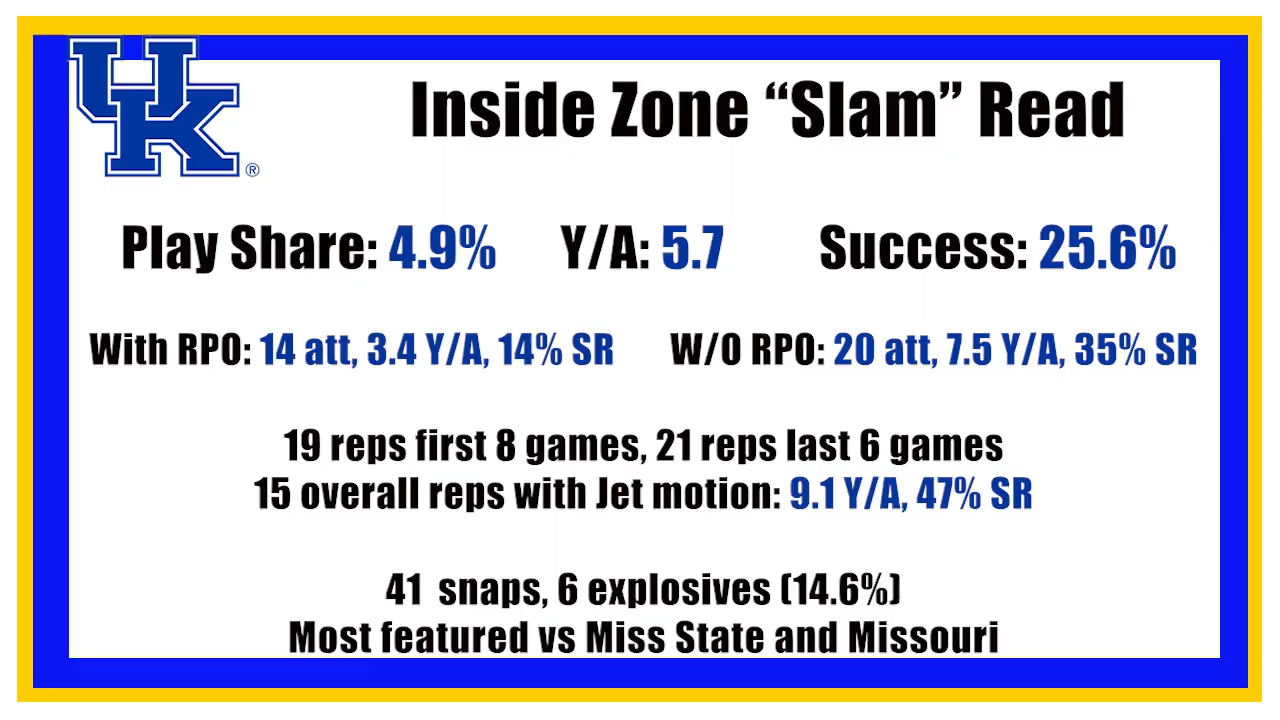 UK®
Inside Zone “Slam” Read
Play Share: 4.9% Y/A: 5.7 Success: 25.6%
With RPO: 14 att, 3.4 Y/A, 14% SR W/O RPO: 20 att, 7.5 Y/A, 35% SR
19 reps first 8 games, 21 reps last 6 games
15 overall reps with Jet motion: 9.1 Y/A, 47% SR
41 snaps, 6 explosives (14.6%)
Most featured vs Miss State and Missouri